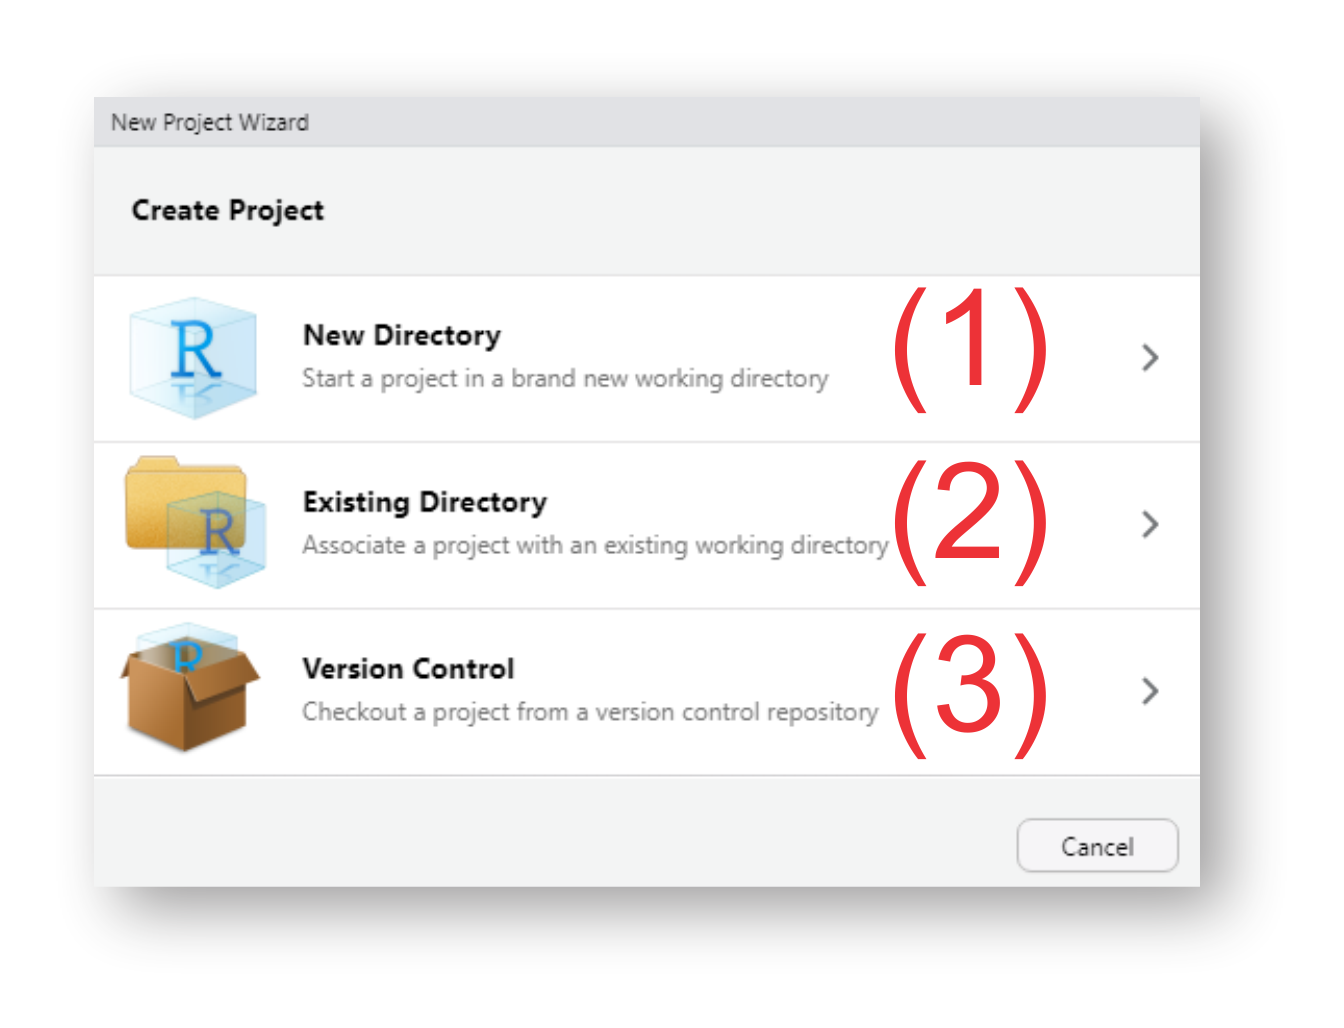 New Project Wizard
Create Project
R
New Directory
Start a project in a brand new working directory
(1)
R
Existing Directory
Associate a project with an existing working directory
(2)
R
Version Control
Checkout a project from a version control repository
(3)
Cancel